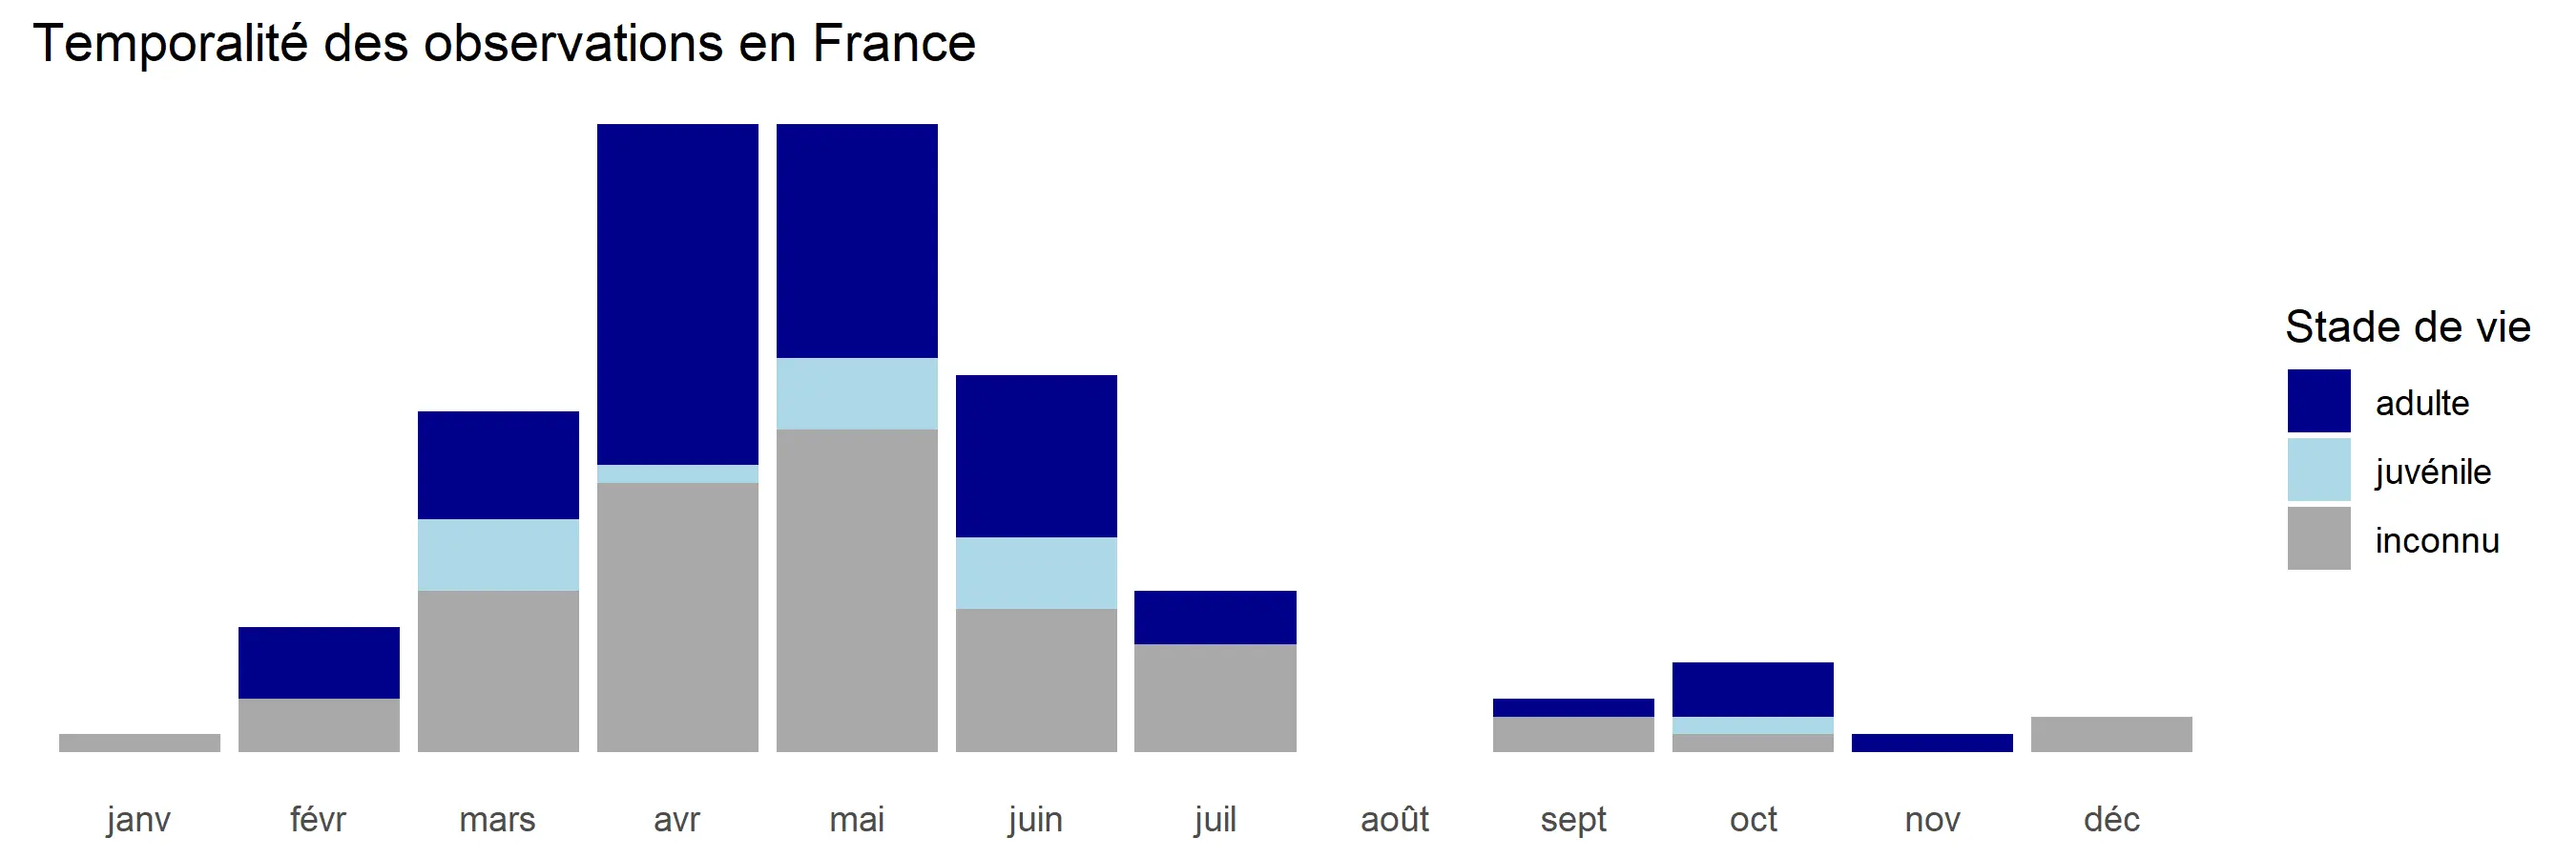 Temporalité des observations en France
Stade de vie
adulte
juvénile
inconnu
janv févr mars avr mai juin juil août sept oct nov déc